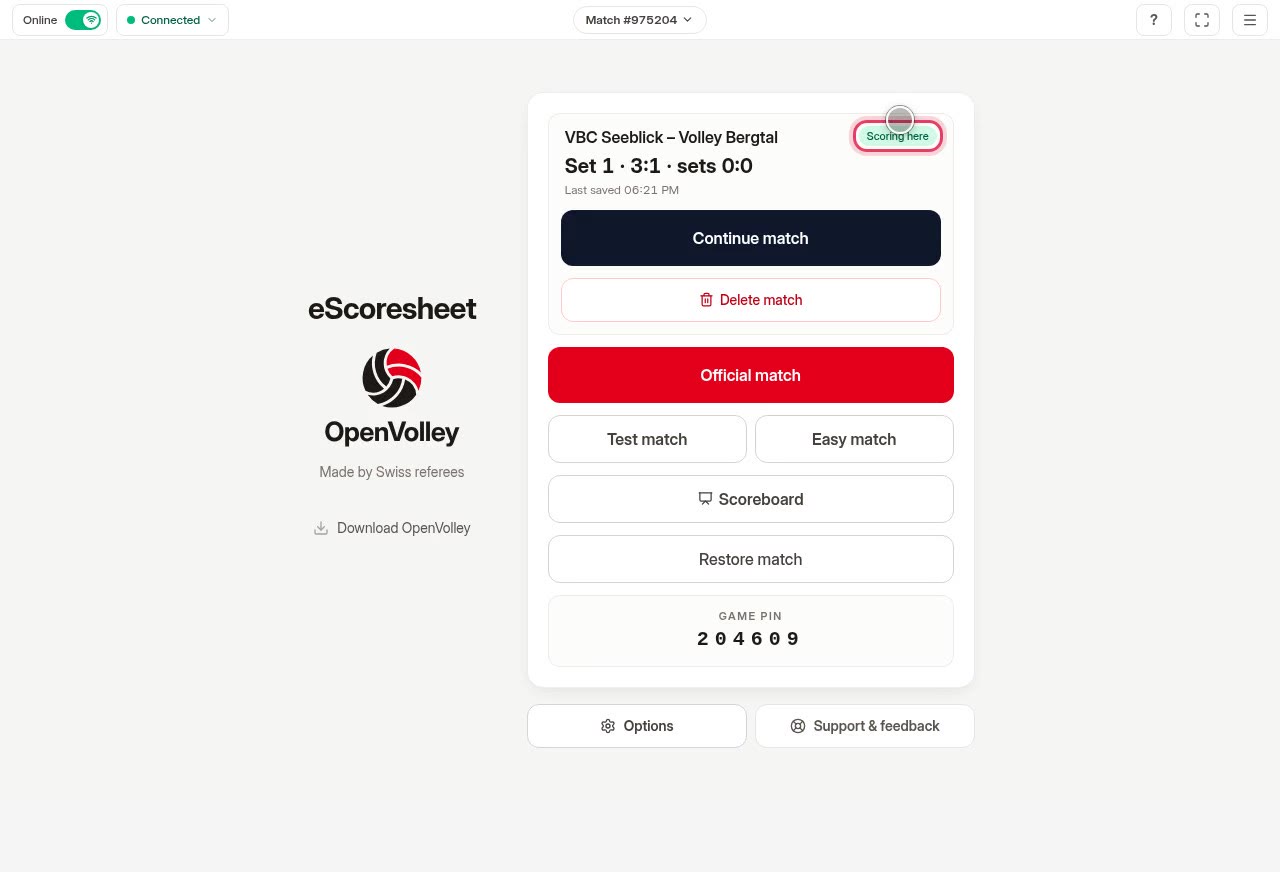 Online
Connected
Match #975204
?
VBC Seeblick – Volley Bergtal
Scoring here
Set 1 · 3:1 · sets 0:0
Last saved 06:21 PM
Continue match
Delete match
eScoresheet
OpenVolley
Made by Swiss referees
Download OpenVolley
Official match
Test match
Easy match
Scoreboard
Restore match
GAME PIN
204609
Options
Support & feedback